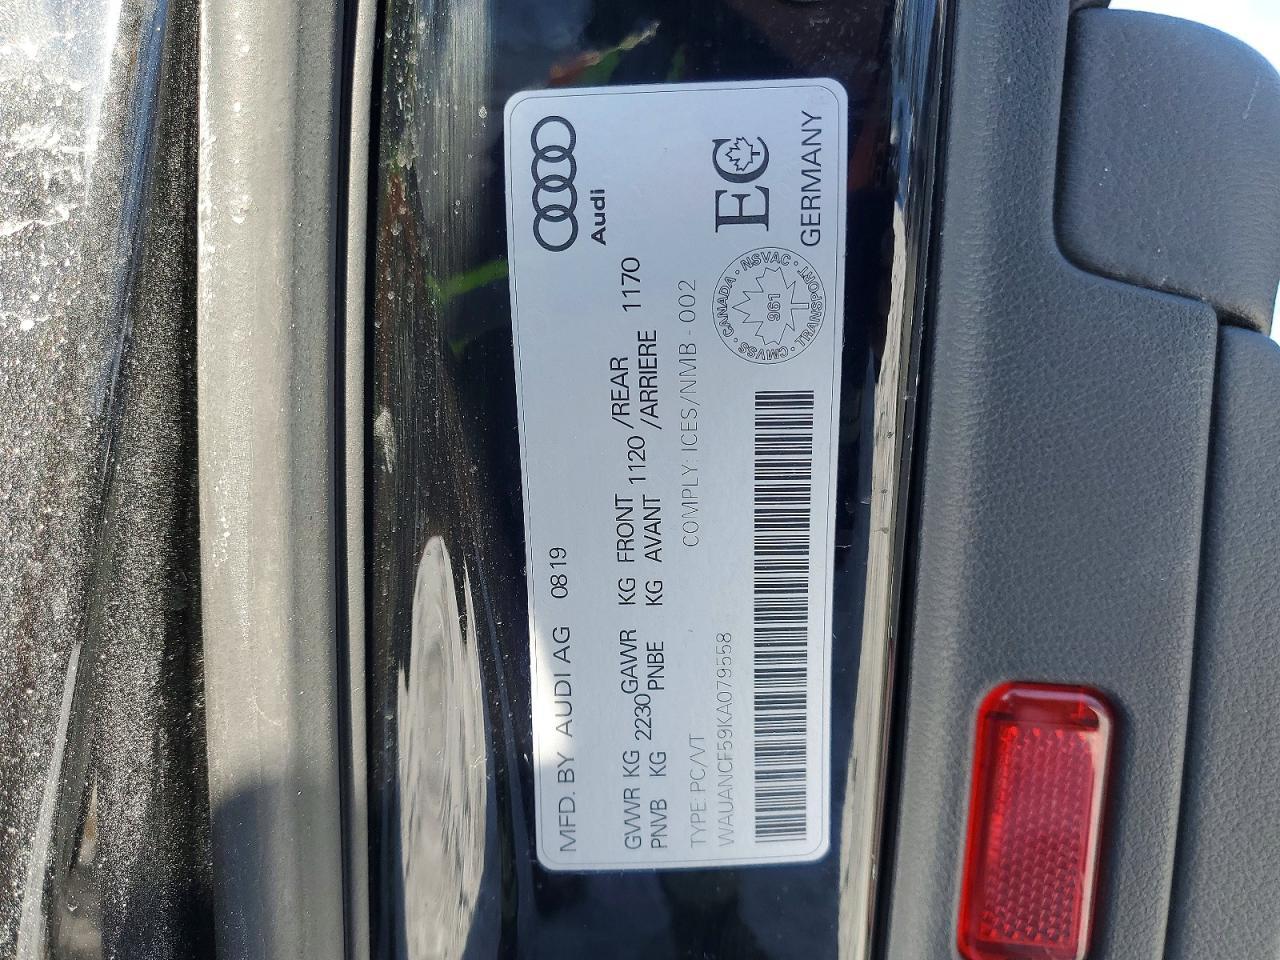 Audi
MFD. BY AUDI AG 0819
GVWR KG 2230 GAWR KG FRONT 1120 /REAR 1170
PNVB KG PNBE KG AVANT /ARRIERE
TYPE: PC/VT COMPLY: ICES/NMB - 002
WAUANCF59KA079558
CMVSS · CANADA · NSVAC · TRANSPORT
961
EC
T
GERMANY